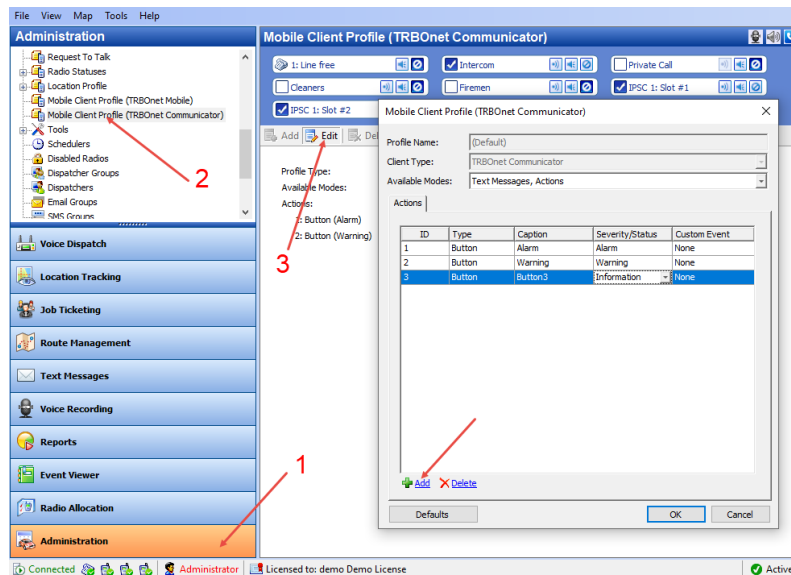 File View Map Tools Help
Administration
Request To Talk
Radio Statuses
Location Profile
Mobile Client Profile (TRBOnet Mobile)
Mobile Client Profile (TRBOnet Communicator)
Tools
Schedulers
Disabled Radios
Dispatcher Groups
Dispatchers
Email Groups
SMS Groups
2
Voice Dispatch
Location Tracking
Job Ticketing
Route Management
Text Messages
Voice Recording
Reports
Event Viewer
Radio Allocation
Administration
1
Mobile Client Profile (TRBOnet Communicator)
1: Line free Intercom Private Call
Cleaners Firemen IPSC 1: Slot #1
IPSC 1: Slot #2
Add Edit Del
Profile Type:
Available Modes:
Actions:
1: Button (Alarm)
2: Button (Warning)
3
Mobile Client Profile (TRBOnet Communicator)
Profile Name: (Default)
Client Type: TRBOnet Communicator
Available Modes: Text Messages, Actions
Actions
ID Type Caption Severity/Status Custom Event
1 Button Alarm Alarm None
2 Button Warning Warning None
3 Button Button3 Information None
Add Delete
Defaults OK Cancel
Connected Administrator Licensed to: demo Demo License Active